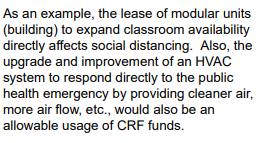 As an example, the lease of modular units
(building) to expand classroom availability
directly affects social distancing.  Also, the
upgrade and improvement of an HVAC
system to respond directly to the public
health emergency by providing cleaner air,
more air flow, etc., would also be an
allowable usage of CRF funds.